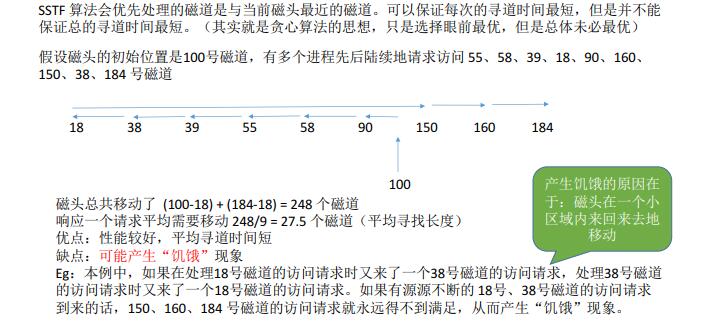 SSTF 算法会优先处理的磁道是与当前磁头最近的磁道。可以保证每次的寻道时间最短，但是并不能
保证总的寻道时间最短。（其实就是贪心算法的思想，只是选择眼前最优，但是总体未必最优）
假设磁头的初始位置是100号磁道，有多个进程先后陆续地请求访问 55、58、39、18、90、160、
150、38、184 号磁道
18 38 39 55 58 90 150 160 184
100
磁头总共移动了 (100-18) + (184-18) = 248 个磁道
响应一个请求平均需要移动 248/9 = 27.5 个磁道（平均寻找长度）
优点：性能较好，平均寻道时间短
缺点：可能产生“饥饿”现象
Eg：本例中，如果在处理18号磁道的访问请求时又来了一个38号磁道的访问请求，处理38号磁道
的访问请求时又来了一个18号磁道的访问请求。如果有源源不断的 18号、38号磁道的访问请求
到来的话，150、160、184 号磁道的访问请求就永远得不到满足，从而产生“饥饿”现象。
产生饥饿的原因在
于：磁头在一个小
区域内来回来去地
移动